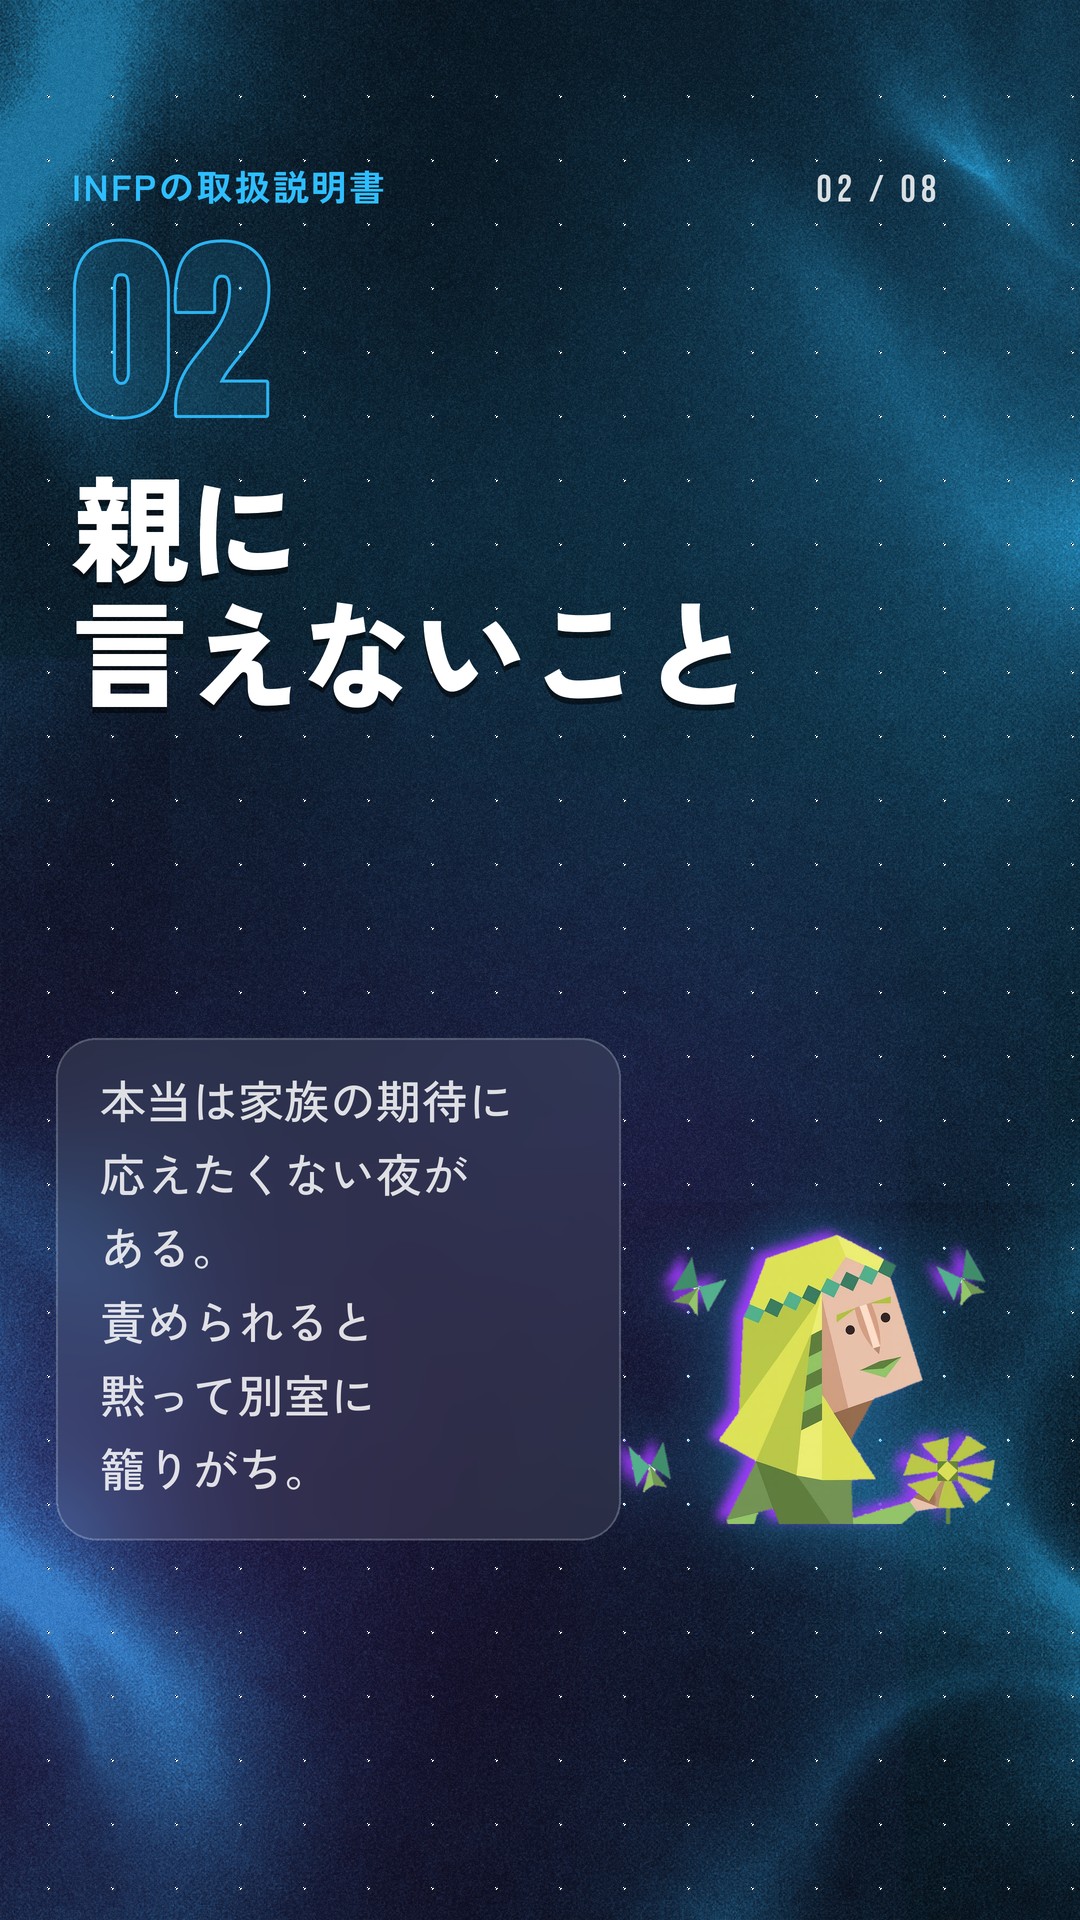 INFPの取扱説明書
02 / 08
02
親に
言えないこと
本当は家族の期待に
応えたくない夜が
ある。
責められると
黙って別室に
籠りがち。